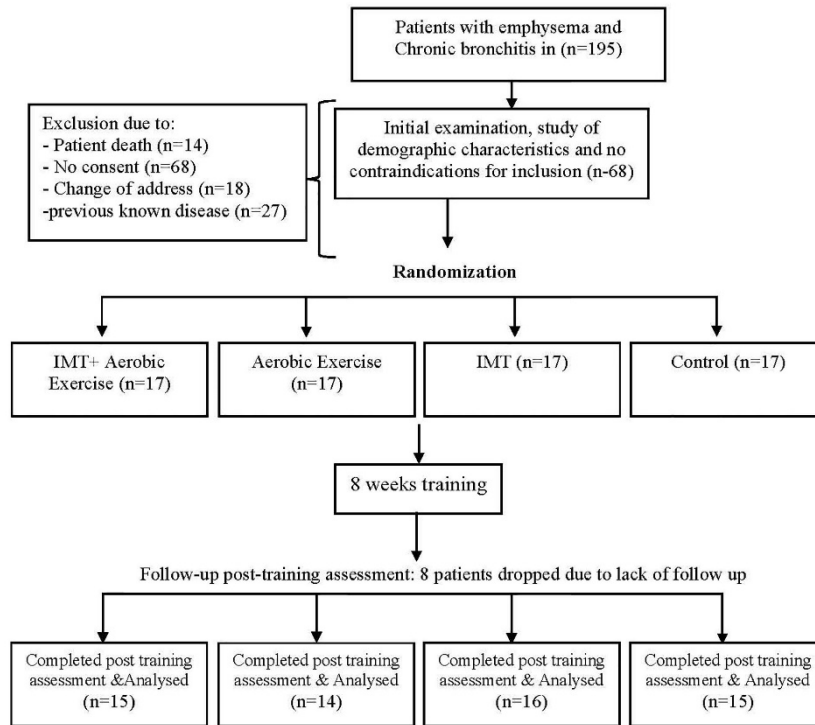 Patients with emphysema and
Chronic bronchitis in (n=195)
Exclusion due to:
- Patient death (n=14)
- No consent (n=68)
- Change of address (n=18)
-previous known disease (n=27)
Initial examination, study of
demographic characteristics and no
contraindications for inclusion (n-68)
Randomization
IMT+ Aerobic
Exercise (n=17)
Aerobic Exercise
(n=17)
IMT (n=17)
Control (n=17)
8 weeks training
Follow-up post-training assessment: 8 patients dropped due to lack of follow up
Completed post training
assessment &Analysed
(n=15)
Completed post training
assessment & Analysed
(n=14)
Completed post training
assessment & Analysed
(n=16)
Completed post training
assessment &Analysed
(n=15)